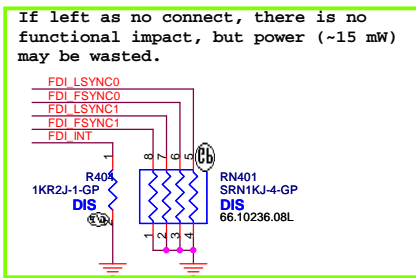 If left as no connect, there is no
functional impact, but power (~15 mW)
may be wasted.
FDI_LSYNC0
FDI_FSYNC0
FDI_LSYNC1
FDI_FSYNC1
FDI_INT
1
8
7
6
5
R404
1KR2J-1-GP
DIS
RN401
SRN1KJ-4-GP
DIS
66.10236.08L
1
2
3
4